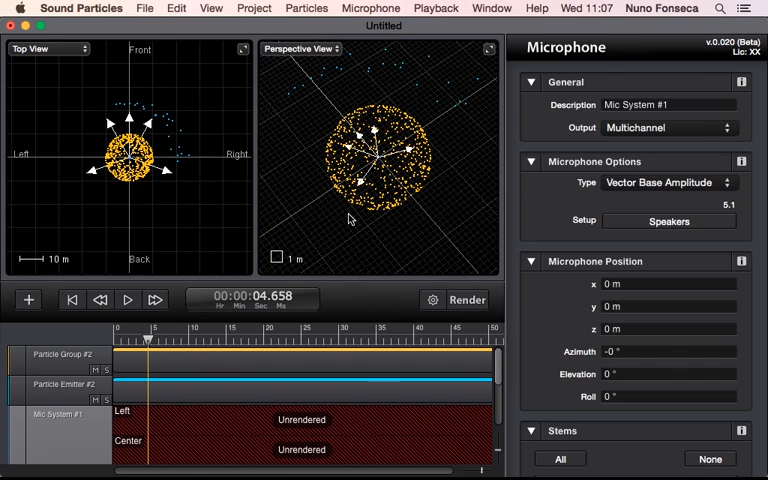 Sound Particles File Edit View Project Particles Microphone Playback Window Help Wed 11:07 Nuno Fonseca
Untitled
Top View
Front
Left
Right
Back
10 m
Perspective View
1 m
Microphone
v.0.020 (Beta)
Lic: XX
General
Description Mic System #1
Output Multichannel
Microphone Options
Type Vector Base Amplitude
5.1
Setup Speakers
Microphone Position
x 0 m
y 0 m
z 0 m
Azimuth -0 °
Elevation 0 °
Roll 0 °
Stems
All None
00:00:04.658
Hr Min Sec Ms
Render
0 5 10 15 20 25 30 35 40 45 50
Particle Group #2
M S
Particle Emitter #2
M S
Mic System #1
Left
Unrendered
Center
Unrendered